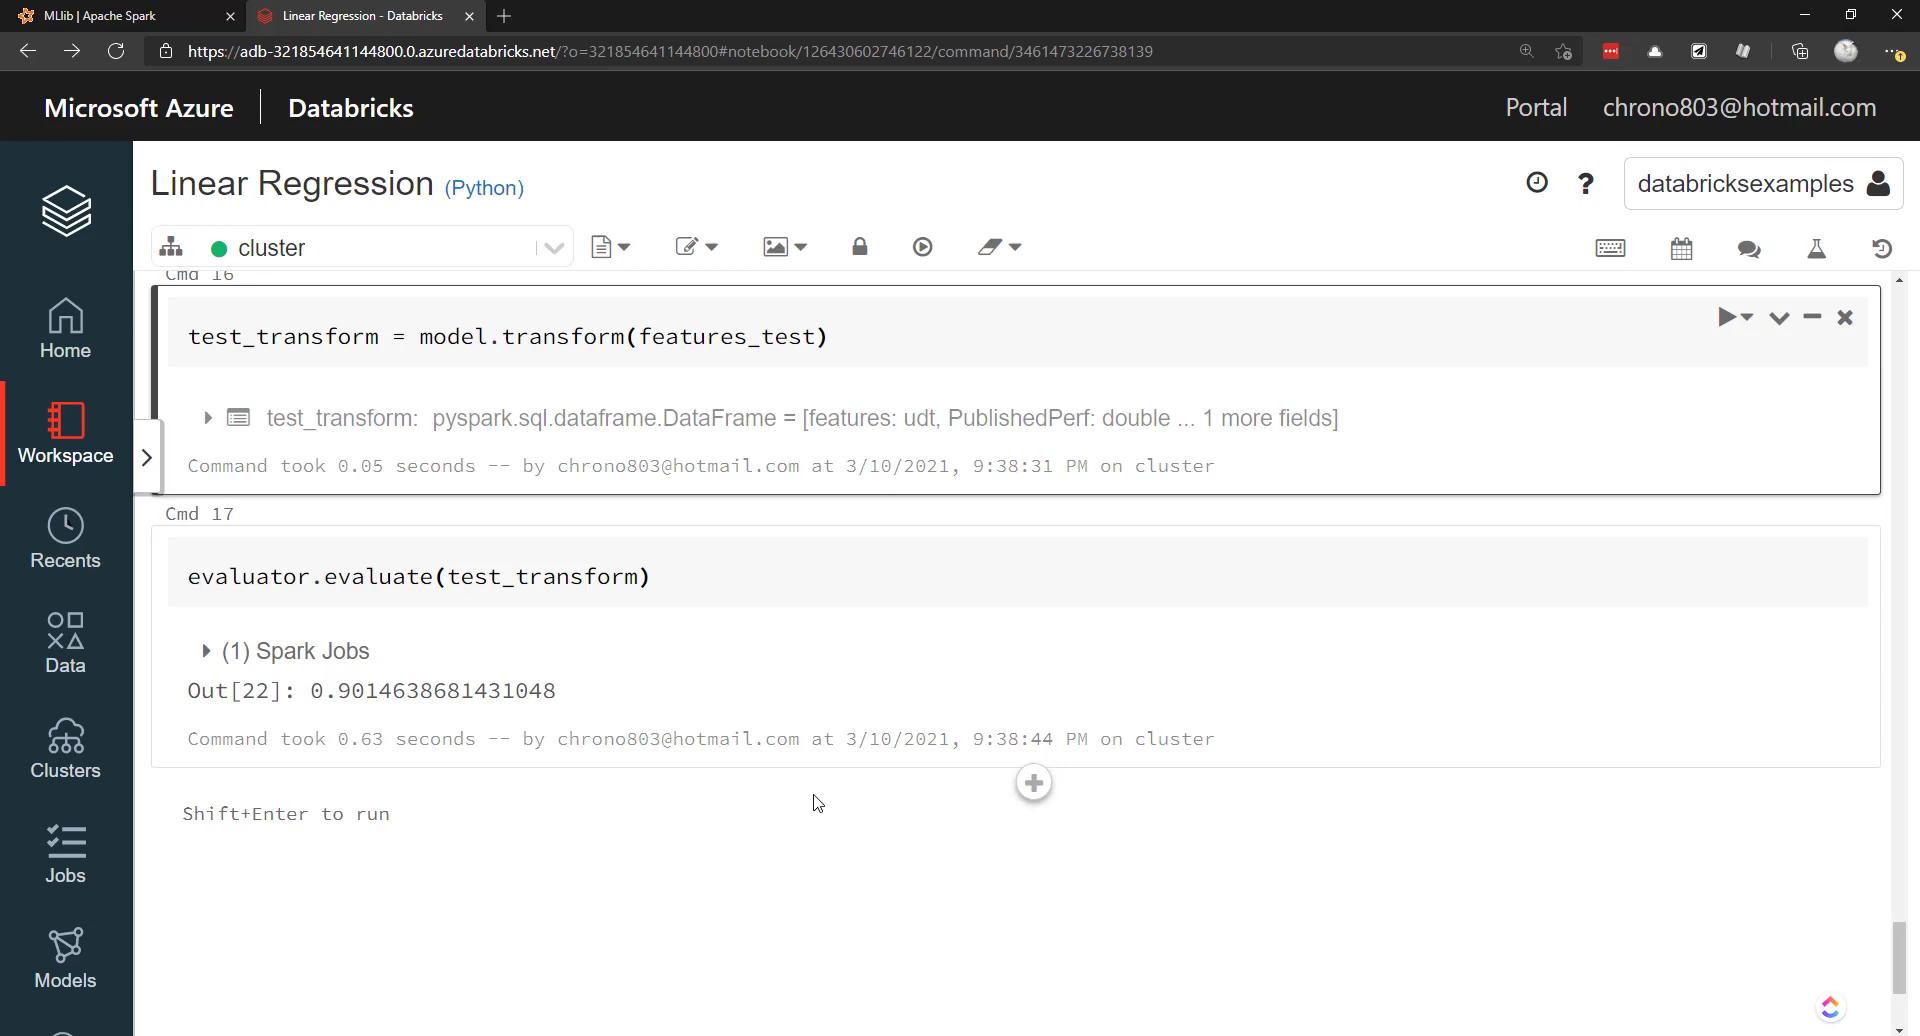 MLlib | Apache Spark
Linear Regression - Databricks
https://adb-321854641144800.0.azuredatabricks.net/?o=321854641144800#notebook/126430602746122/command/3461473226738139
Microsoft Azure Databricks
Portal chrono803@hotmail.com
Linear Regression (Python)
? databricksexamples
cluster
Cmd 16
test_transform = model.transform(features_test)
test_transform: pyspark.sql.dataframe.DataFrame = [features: udt, PublishedPerf: double ... 1 more fields]
Command took 0.05 seconds -- by chrono803@hotmail.com at 3/10/2021, 9:38:31 PM on cluster
Cmd 17
evaluator.evaluate(test_transform)
(1) Spark Jobs
Out[22]: 0.9014638681431048
Command took 0.63 seconds -- by chrono803@hotmail.com at 3/10/2021, 9:38:44 PM on cluster
Shift+Enter to run
Home
Workspace
Recents
Data
Clusters
Jobs
Models